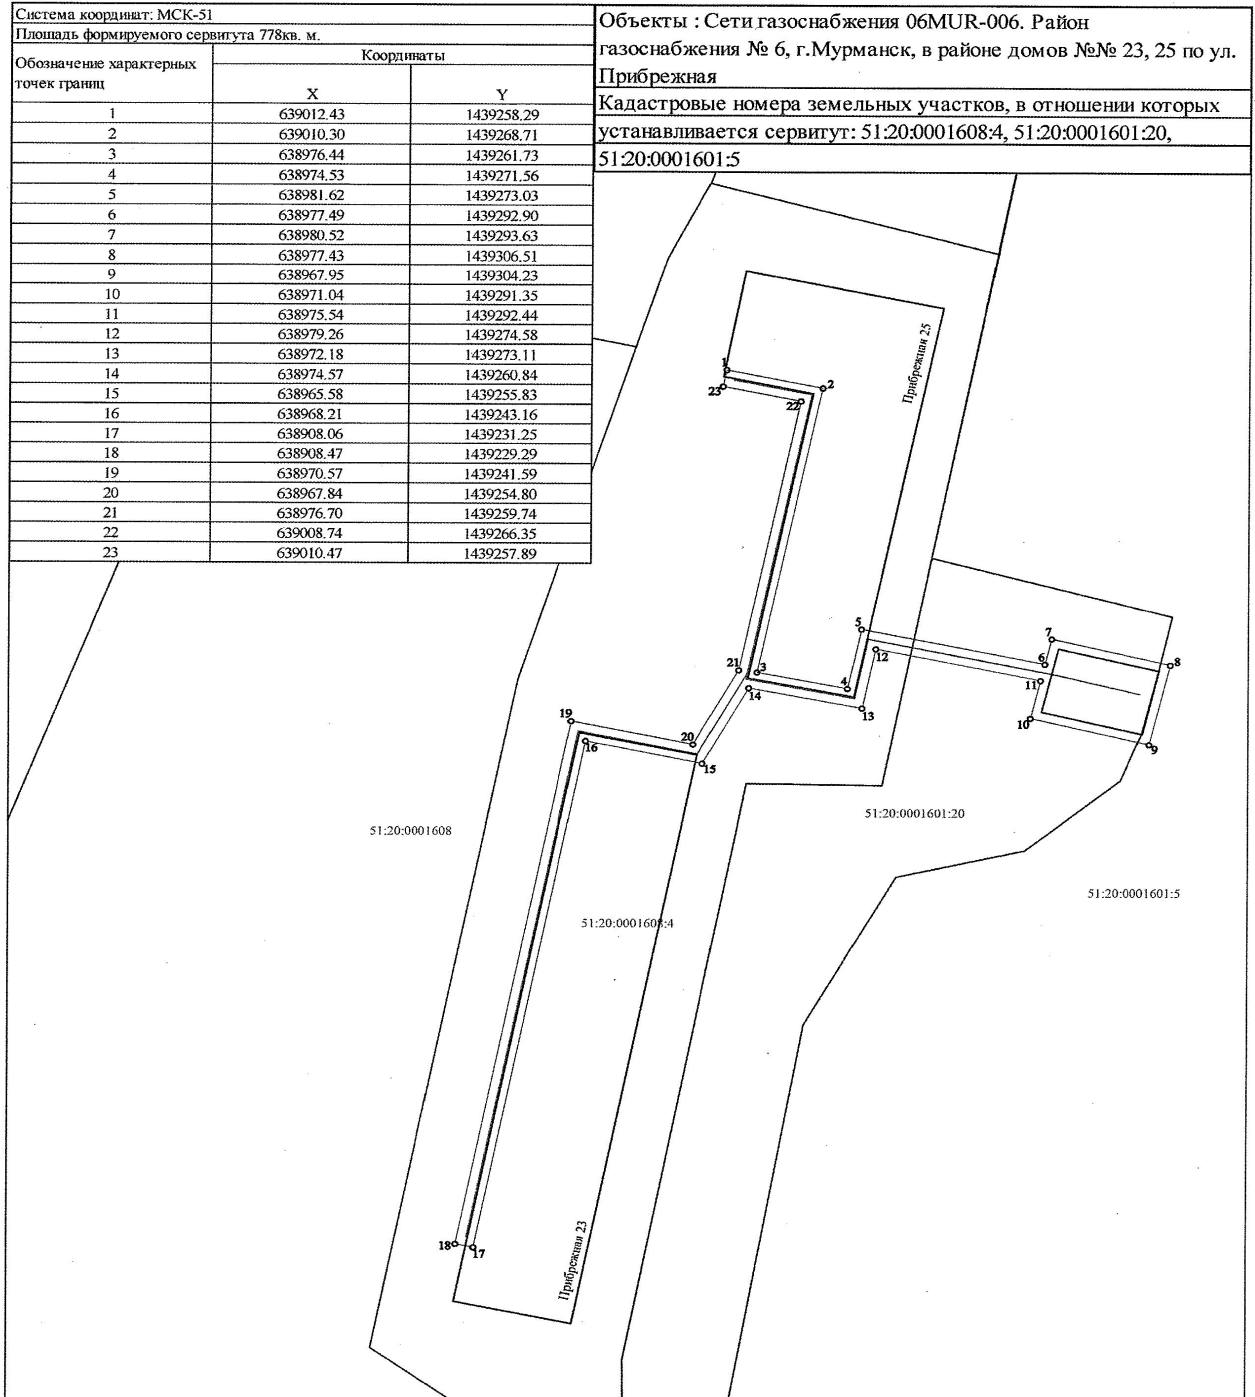 Система координат: МСК-51
Площадь формируемого сервитута 778кв. м.
Обозначение характерных точек границ
Координаты
X Y
1 639012.43 1439258.29
2 639010.30 1439268.71
3 638976.44 1439261.73
4 638974.53 1439271.56
5 638981.62 1439273.03
6 638977.49 1439292.90
7 638980.52 1439293.63
8 638977.43 1439306.51
9 638967.95 1439304.23
10 638971.04 1439291.35
11 638975.54 1439292.44
12 638979.26 1439274.58
13 638972.18 1439273.11
14 638974.57 1439260.84
15 638965.58 1439255.83
16 638968.21 1439243.16
17 638908.06 1439231.25
18 638908.47 1439229.29
19 638970.57 1439241.59
20 638967.84 1439254.80
21 638976.70 1439259.74
22 639008.74 1439266.35
23 639010.47 1439257.89
Объекты : Сети газоснабжения 06MUR-006. Район
газоснабжения № 6, г.Мурманск, в районе домов №№ 23, 25 по ул.
Прибрежная
Кадастровые номера земельных участков, в отношении которых
устанавливается сервитут: 51:20:0001608:4, 51:20:0001601:20,
51:20:0001601:5
1
2
23
22
Прибрежная 25
5
7
12
6
8
21
3
11
4
14
13
10
19
20
16
15
9
51:20:0001601:20
51:20:0001608
51:20:0001601:5
51:20:0001608:4
18
17
Прибрежная 23